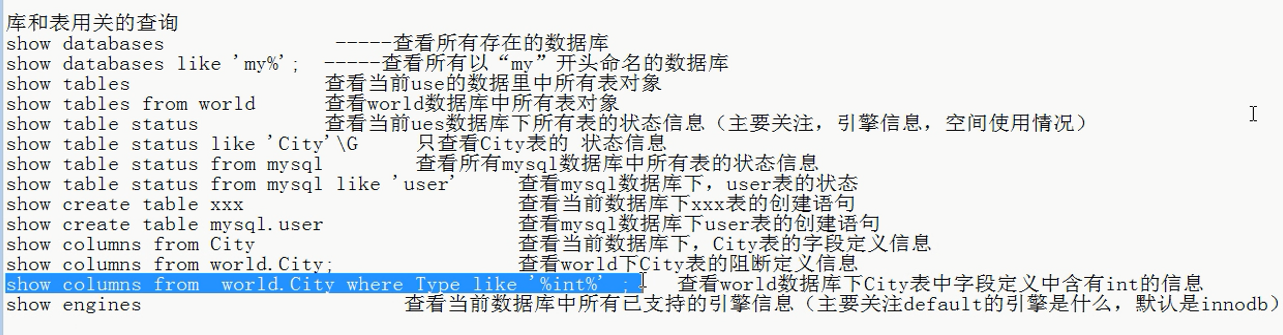 库和表用关的查询
show databases -----查看所有存在的数据库
show databases like 'my%'; -----查看所有以“my”开头命名的数据库
show tables 查看当前use的数据里中所有表对象
show tables from world 查看world数据库中所有表对象
show table status 查看当前ues数据库下所有表的状态信息（主要关注，引擎信息，空间使用情况）
show table status like 'City'\G 只查看City表的 状态信息
show table status from mysql 查看所有mysql数据库中所有表的状态信息
show table status from mysql like 'user' 查看mysql数据库下，user表的状态
show create table xxx 查看当前数据库下xxx表的创建语句
show create table mysql.user 查看mysql数据库下user表的创建语句
show columns from City 查看当前数据库下，City表的字段定义信息
show columns from world.City; 查看world下City表的阻断定义信息
show columns from  world.City where Type like '%int%' ; 查看world数据库下City表中字段定义中含有int的信息
show engines 查看当前数据库中所有已支持的引擎信息（主要关注default的引擎是什么，默认是innodb）